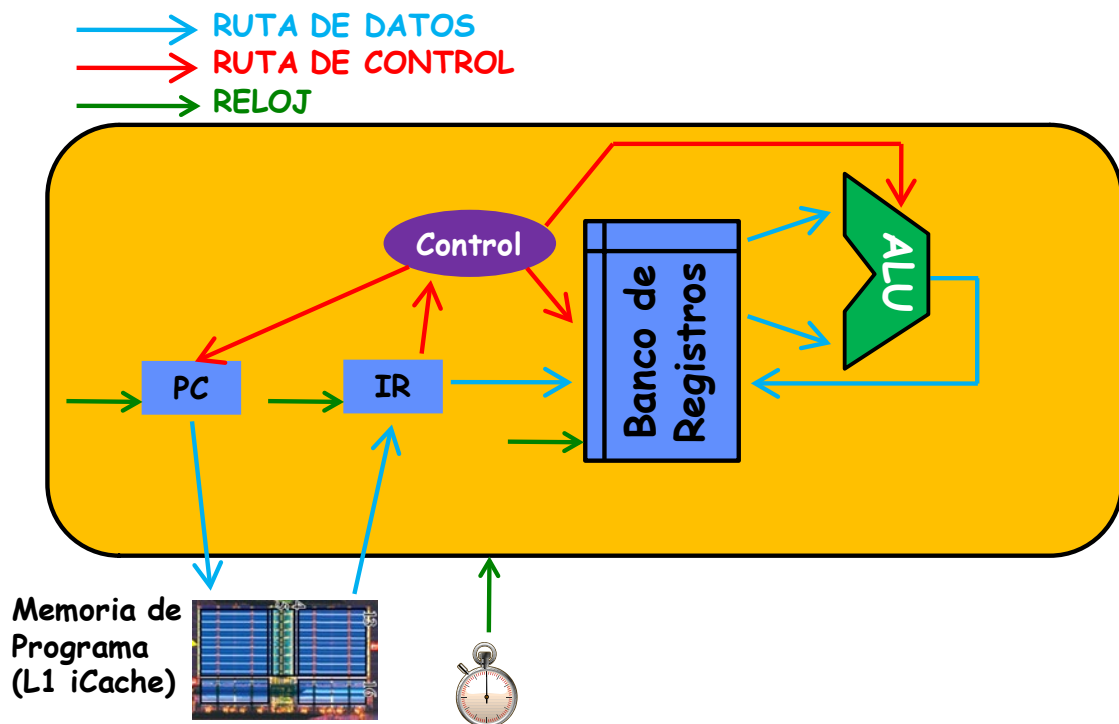 RUTA DE DATOS
RUTA DE CONTROL
RELOJ
Control
ALU
Banco de
Registros
PC
IR
Memoria de
Programa
(L1 iCache)